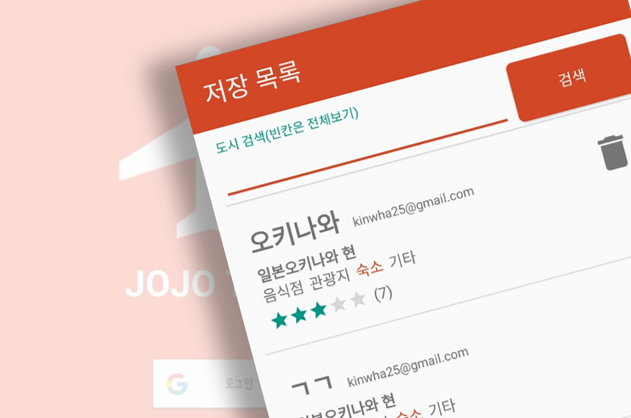 저장 목록
도시 검색(빈칸은 전체보기)
검색
오키나와 kinwha25@gmail.com
일본오키나와 현
음식점 관광지 숙소 기타
(7)
ㄱㄱ kinwha25@gmail.com
일본오키나와 현
숙소 기타
JOJO
로그인